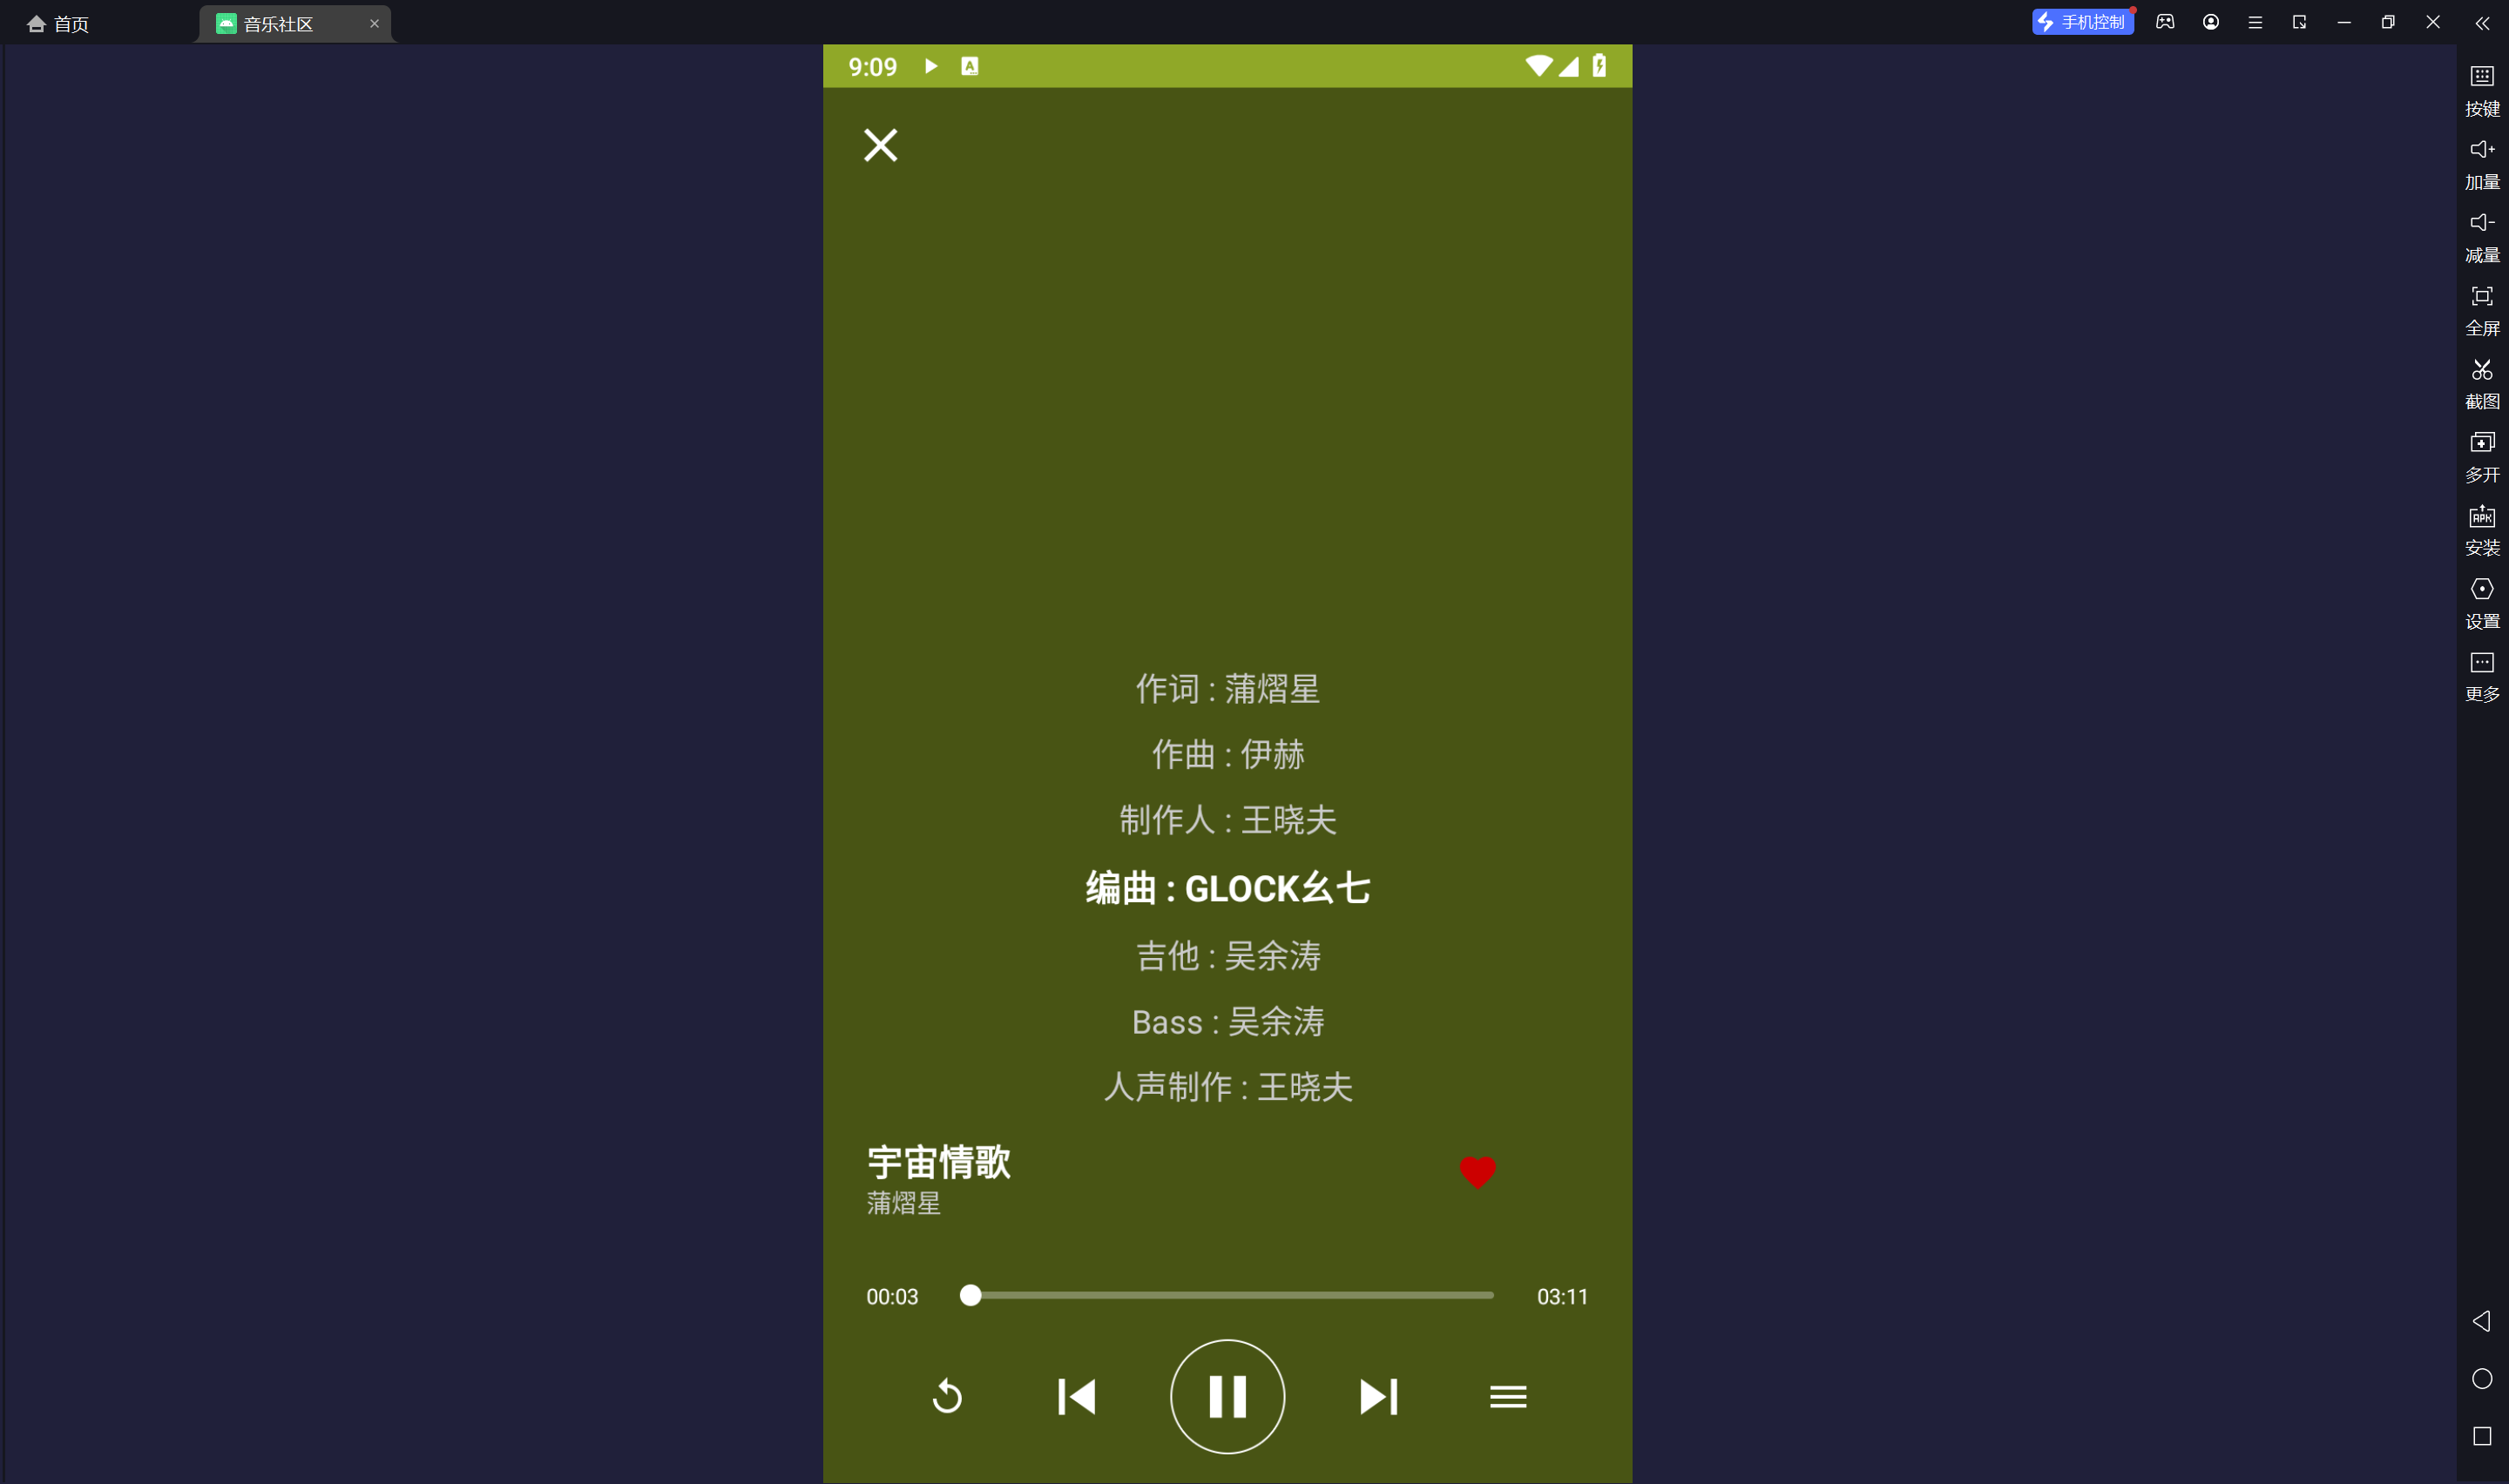 首页
音乐社区
手机控制
9:09
A
按键
加量
减量
全屏
截图
多开
APK
安装
设置
更多
作词 : 蒲熠星
作曲 : 伊赫
制作人 : 王晓夫
编曲 : GLOCK幺七
吉他 : 吴余涛
Bass : 吴余涛
人声制作 : 王晓夫
宇宙情歌
蒲熠星
00:03
03:11